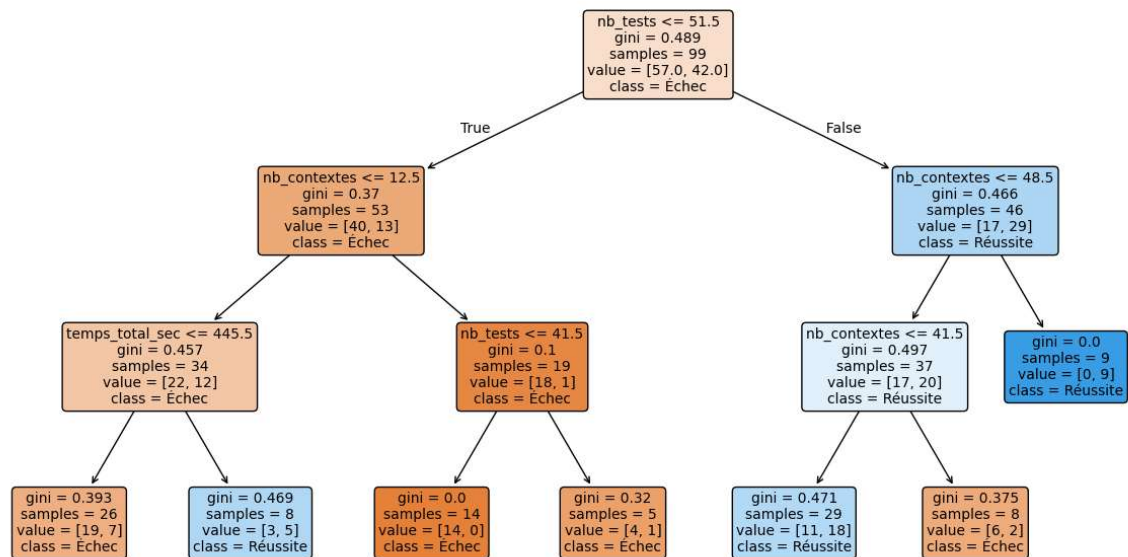 nb_tests <= 51.5
gini = 0.489
samples = 99
value = [57.0, 42.0]
class = Échec
True
False
nb_contextes <= 12.5
gini = 0.37
samples = 53
value = [40, 13]
class = Échec
nb_contextes <= 48.5
gini = 0.466
samples = 46
value = [17, 29]
class = Réussite
temps_total_sec <= 445.5
gini = 0.457
samples = 34
value = [22, 12]
class = Échec
nb_tests <= 41.5
gini = 0.1
samples = 19
value = [18, 1]
class = Échec
nb_contextes <= 41.5
gini = 0.497
samples = 37
value = [17, 20]
class = Réussite
gini = 0.0
samples = 9
value = [0, 9]
class = Réussite
gini = 0.393
samples = 26
value = [19, 7]
class = Échec
gini = 0.469
samples = 8
value = [3, 5]
class = Réussite
gini = 0.0
samples = 14
value = [14, 0]
class = Échec
gini = 0.32
samples = 5
value = [4, 1]
class = Échec
gini = 0.471
samples = 29
value = [11, 18]
class = Réussite
gini = 0.375
samples = 8
value = [6, 2]
class = Échec